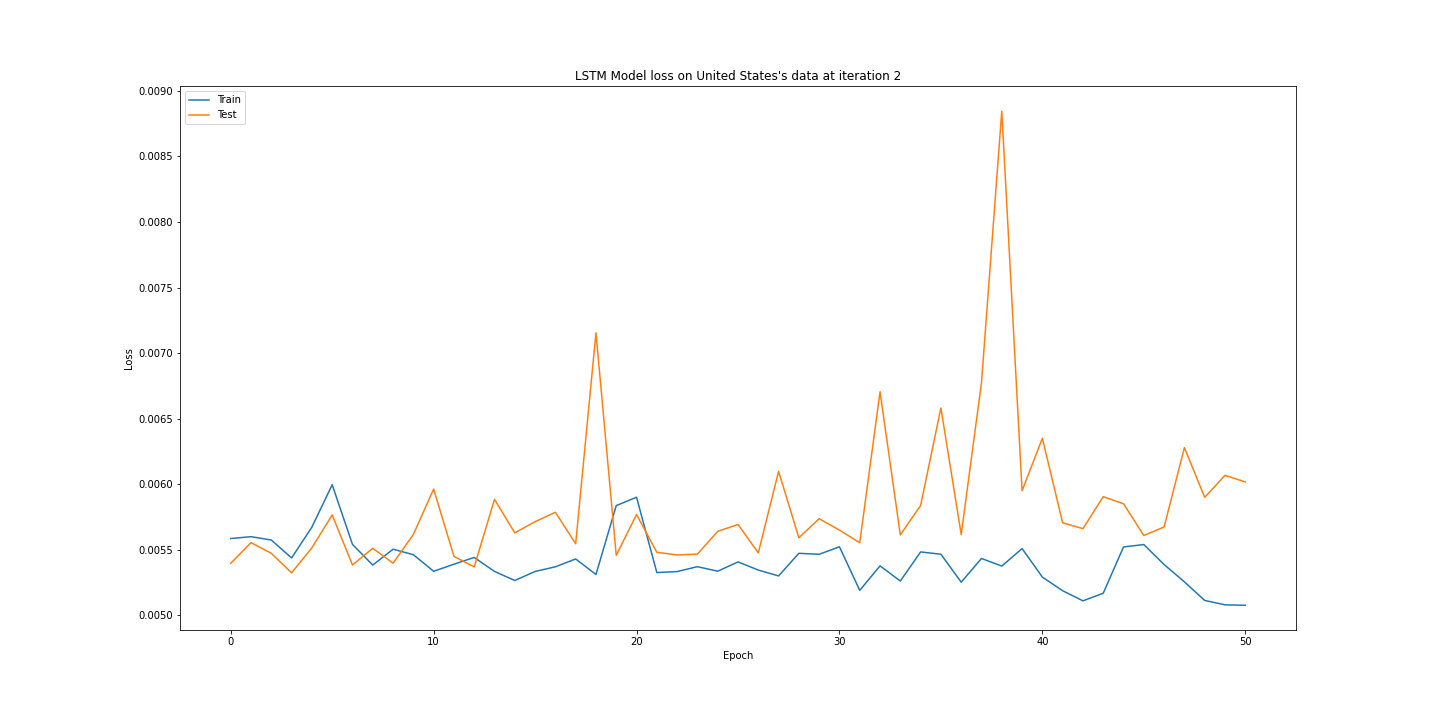 LSTM Model loss on United States's data at iteration 2
Train
Test
0.0090
0.0085
0.0080
0.0075
0.0070
0.0065
0.0060
0.0055
0.0050
Loss
0 10 20 30 40 50
Epoch